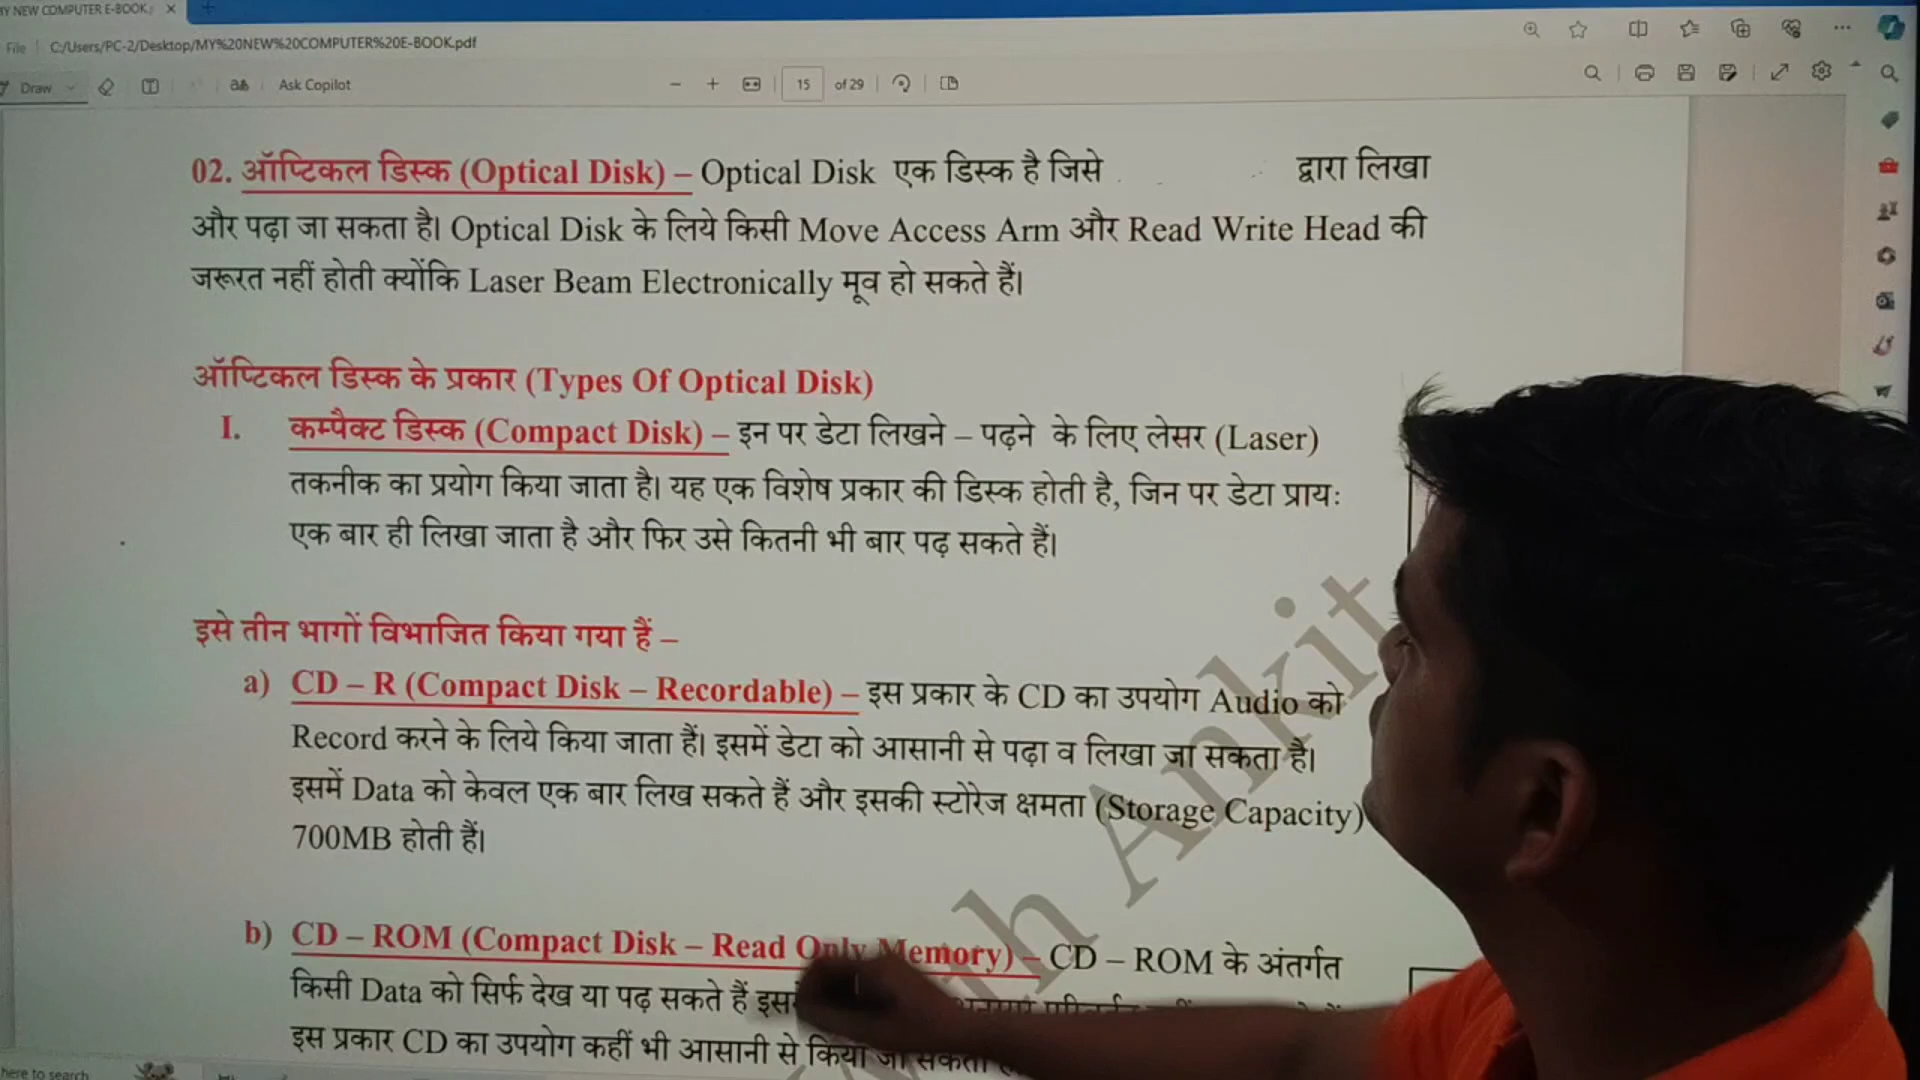 Y NEW COMPUTER E-BOOK
File C:/Users/PC-2/Desktop/MY%20NEW%20COMPUTER%20E-BOOK.pdf
Draw Ask Copilot 15 of 29
02. ऑप्टिकल डिस्क (Optical Disk) – Optical Disk एक डिस्क है जिसे द्वारा लिखा
और पढ़ा जा सकता है। Optical Disk के लिये किसी Move Access Arm और Read Write Head की
जरूरत नहीं होती क्योंकि Laser Beam Electronically मूव हो सकते हैं।
ऑप्टिकल डिस्क के प्रकार (Types Of Optical Disk)
I. कम्पैक्ट डिस्क (Compact Disk) – इन पर डेटा लिखने – पढ़ने के लिए लेसर (Laser)
तकनीक का प्रयोग किया जाता है। यह एक विशेष प्रकार की डिस्क होती है, जिन पर डेटा प्रायः
एक बार ही लिखा जाता है और फिर उसे कितनी भी बार पढ़ सकते हैं।
इसे तीन भागों विभाजित किया गया हैं –
a) CD – R (Compact Disk – Recordable) – इस प्रकार के CD का उपयोग Audio को
Record करने के लिये किया जाता हैं। इसमें डेटा को आसानी से पढ़ा व लिखा जा सकता है।
इसमें Data को केवल एक बार लिख सकते हैं और इसकी स्टोरेज क्षमता (Storage Capacity)
700MB होती हैं।
b) CD – ROM (Compact Disk – Read Only Memory) – CD – ROM के अंतर्गत
किसी Data को सिर्फ देख या पढ़ सकते हैं
इस प्रकार CD का उपयोग कहीं भी आसानी से किया जा सकता
Ankit
here to search